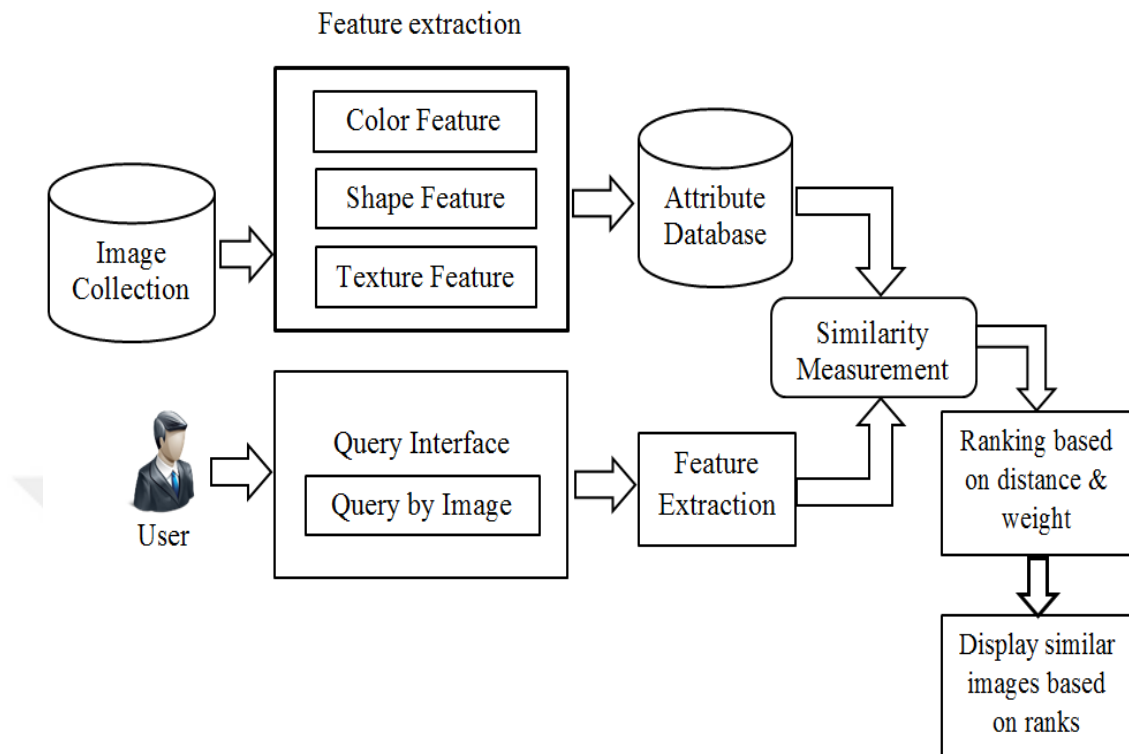 Feature extraction
Color Feature
Shape Feature
Texture Feature
Image
Collection
Attribute
Database
Similarity
Measurement
User
Query Interface
Query by Image
Feature
Extraction
Ranking based
on distance &
weight
Display similar
images based
on ranks